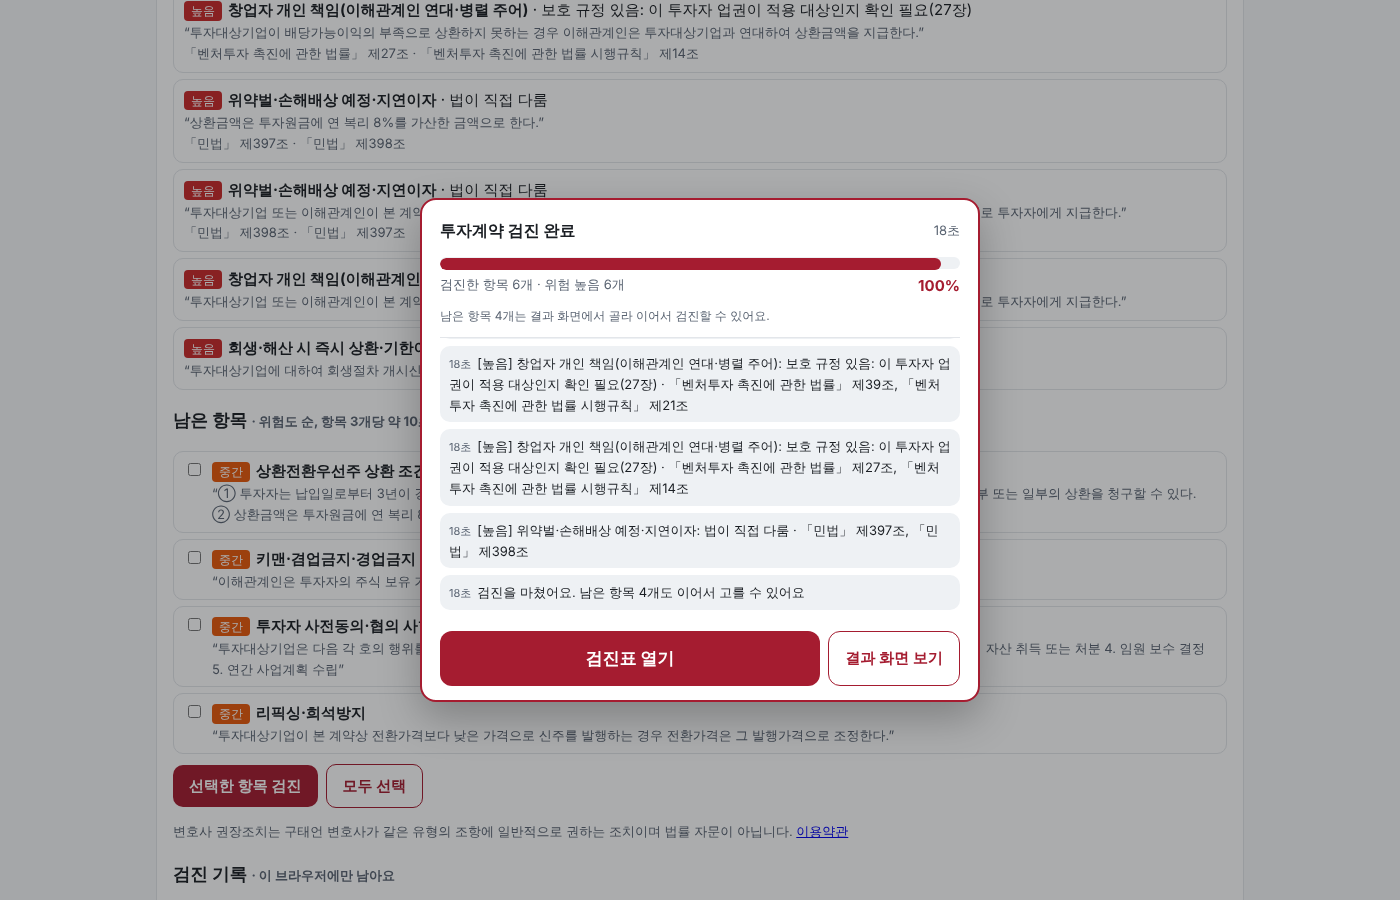 높음 창업자 개인 책임(이해관계인 연대·병렬 주어) · 보호 규정 있음: 이 투자자 업권이 적용 대상인지 확인 필요(27장)
“투자대상기업이 배당가능이익의 부족으로 상환하지 못하는 경우 이해관계인은 투자대상기업과 연대하여 상환금액을 지급한다.”
「벤처투자 촉진에 관한 법률」 제27조 · 「벤처투자 촉진에 관한 법률 시행규칙」 제14조
높음 위약벌·손해배상 예정·지연이자 · 법이 직접 다룸
“상환금액은 투자원금에 연 복리 8%를 가산한 금액으로 한다.”
「민법」 제397조 · 「민법」 제398조
높음 위약벌·손해배상 예정·지연이자 · 법이 직접 다룸
“투자대상기업 또는 이해관계인이 본 계약
로 투자자에게 지급한다.”
「민법」 제398조 · 「민법」 제397조
높음 창업자 개인 책임(이해관계인
“투자대상기업 또는 이해관계인이 본 계약
로 투자자에게 지급한다.”
높음 회생·해산 시 즉시 상환·기한이
“투자대상기업에 대하여 회생절차 개시신
남은 항목 · 위험도 순, 항목 3개당 약 10
중간 상환전환우선주 상환 조건
“① 투자자는 납입일로부터 3년이 경
부 또는 일부의 상환을 청구할 수 있다.
② 상환금액은 투자원금에 연 복리 8
중간 키맨·겸업금지·경업금지
“이해관계인은 투자자의 주식 보유 기
중간 투자자 사전동의·협의 사
“투자대상기업은 다음 각 호의 행위를
자산 취득 또는 처분 4. 임원 보수 결정
5. 연간 사업계획 수립”
중간 리픽싱·희석방지
“투자대상기업이 본 계약상 전환가격보다 낮은 가격으로 신주를 발행하는 경우 전환가격은 그 발행가격으로 조정한다.”
선택한 항목 검진 모두 선택
변호사 권장조치는 구태언 변호사가 같은 유형의 조항에 일반적으로 권하는 조치이며 법률 자문이 아닙니다. 이용약관
검진 기록 · 이 브라우저에만 남아요
투자계약 검진 완료 18초
검진한 항목 6개 · 위험 높음 6개 100%
남은 항목 4개는 결과 화면에서 골라 이어서 검진할 수 있어요.
18초 [높음] 창업자 개인 책임(이해관계인 연대·병렬 주어): 보호 규정 있음: 이 투자자 업
권이 적용 대상인지 확인 필요(27장) · 「벤처투자 촉진에 관한 법률」 제39조, 「벤처
투자 촉진에 관한 법률 시행규칙」 제21조
18초 [높음] 창업자 개인 책임(이해관계인 연대·병렬 주어): 보호 규정 있음: 이 투자자 업
권이 적용 대상인지 확인 필요(27장) · 「벤처투자 촉진에 관한 법률」 제27조, 「벤처
투자 촉진에 관한 법률 시행규칙」 제14조
18초 [높음] 위약벌·손해배상 예정·지연이자: 법이 직접 다룸 · 「민법」 제397조, 「민
법」 제398조
18초 검진을 마쳤어요. 남은 항목 4개도 이어서 고를 수 있어요
검진표 열기 결과 화면 보기